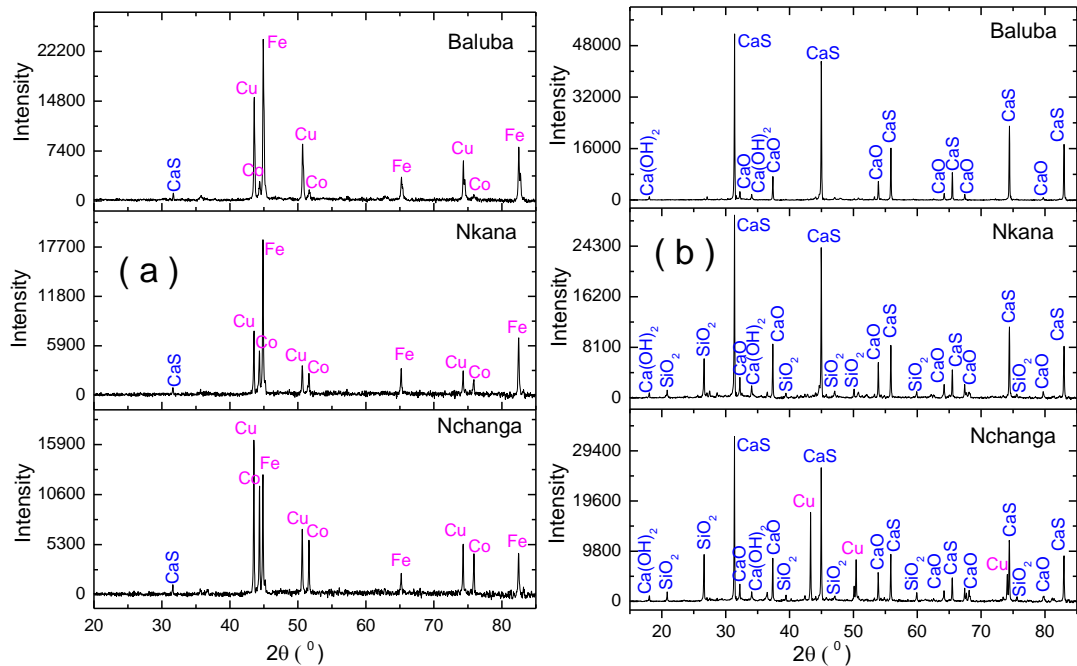 Baluba
Intensity
22200
14800
7400
0
CaS
Cu
Co
Fe
Cu
Co
Fe
Cu
Co
Fe
Nkana
( a )
Intensity
17700
11800
5900
0
CaS
Cu
Co
Fe
Cu
Co
Fe
Cu
Co
Fe
Nchanga
Intensity
15900
10600
5300
0
CaS
Cu
Co
Fe
Cu
Co
Fe
Cu
Co
Fe
20 30 40 50 60 70 80
2θ ( ⁰ )
Baluba
Intensity
48000
32000
16000
0
Ca(OH)₂
CaS
CaO
Ca(OH)₂
CaO
CaS
CaO
CaS
CaO
CaS
CaO
CaS
CaO
CaS
Nkana
( b )
Intensity
24300
16200
8100
0
Ca(OH)₂
SiO₂
SiO₂
CaS
CaO
Ca(OH)₂
CaO
SiO₂
CaS
SiO₂
SiO₂
CaO
CaS
SiO₂
CaO
CaS
CaO
CaS
SiO₂
CaO
CaS
Nchanga
Intensity
29400
19600
9800
0
Ca(OH)₂
SiO₂
SiO₂
CaS
CaO
Ca(OH)₂
CaO
SiO₂
Cu
CaS
SiO₂
Cu
CaO
CaS
SiO₂
CaO
CaS
CaO
Cu
CaS
SiO₂
CaO
CaS
20 30 40 50 60 70 80
2θ ( ⁰ )